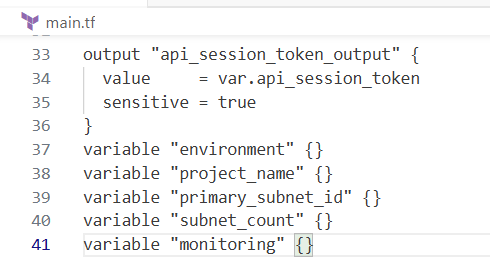 main.tf
33 output "api_session_token_output" {
34   value     = var.api_session_token
35   sensitive = true
36 }
37 variable "environment" {}
38 variable "project_name" {}
39 variable "primary_subnet_id" {}
40 variable "subnet_count" {}
41 variable "monitoring" {}